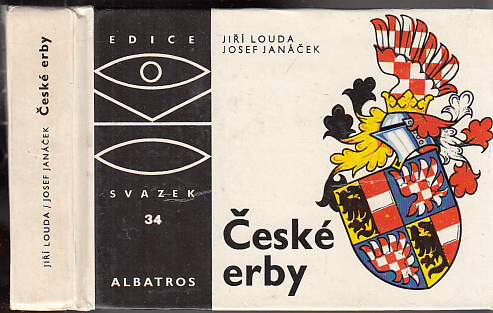 JIŘÍ LOUDA / JOSEF JANÁČEK České erby
EDICE
SVAZEK
34
ALBATROS
JIŘÍ LOUDA
JOSEF JANÁČEK
České
erby